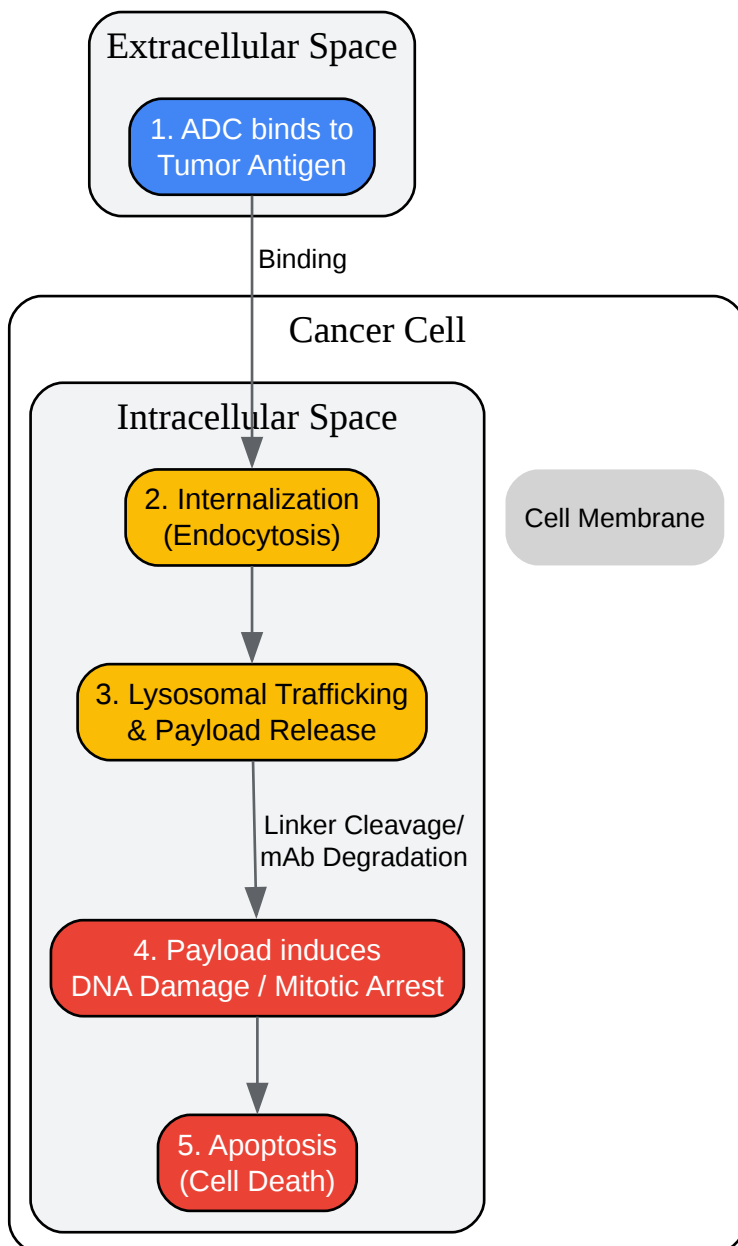 Extracellular Space
1. ADC binds to
Tumor Antigen
Binding
Cancer Cell
Intracellular Space
2. Internalization
(Endocytosis)
Cell Membrane
3. Lysosomal Trafficking
& Payload Release
Linker Cleavage/
mAb Degradation
4. Payload induces
DNA Damage / Mitotic Arrest
5. Apoptosis
(Cell Death)